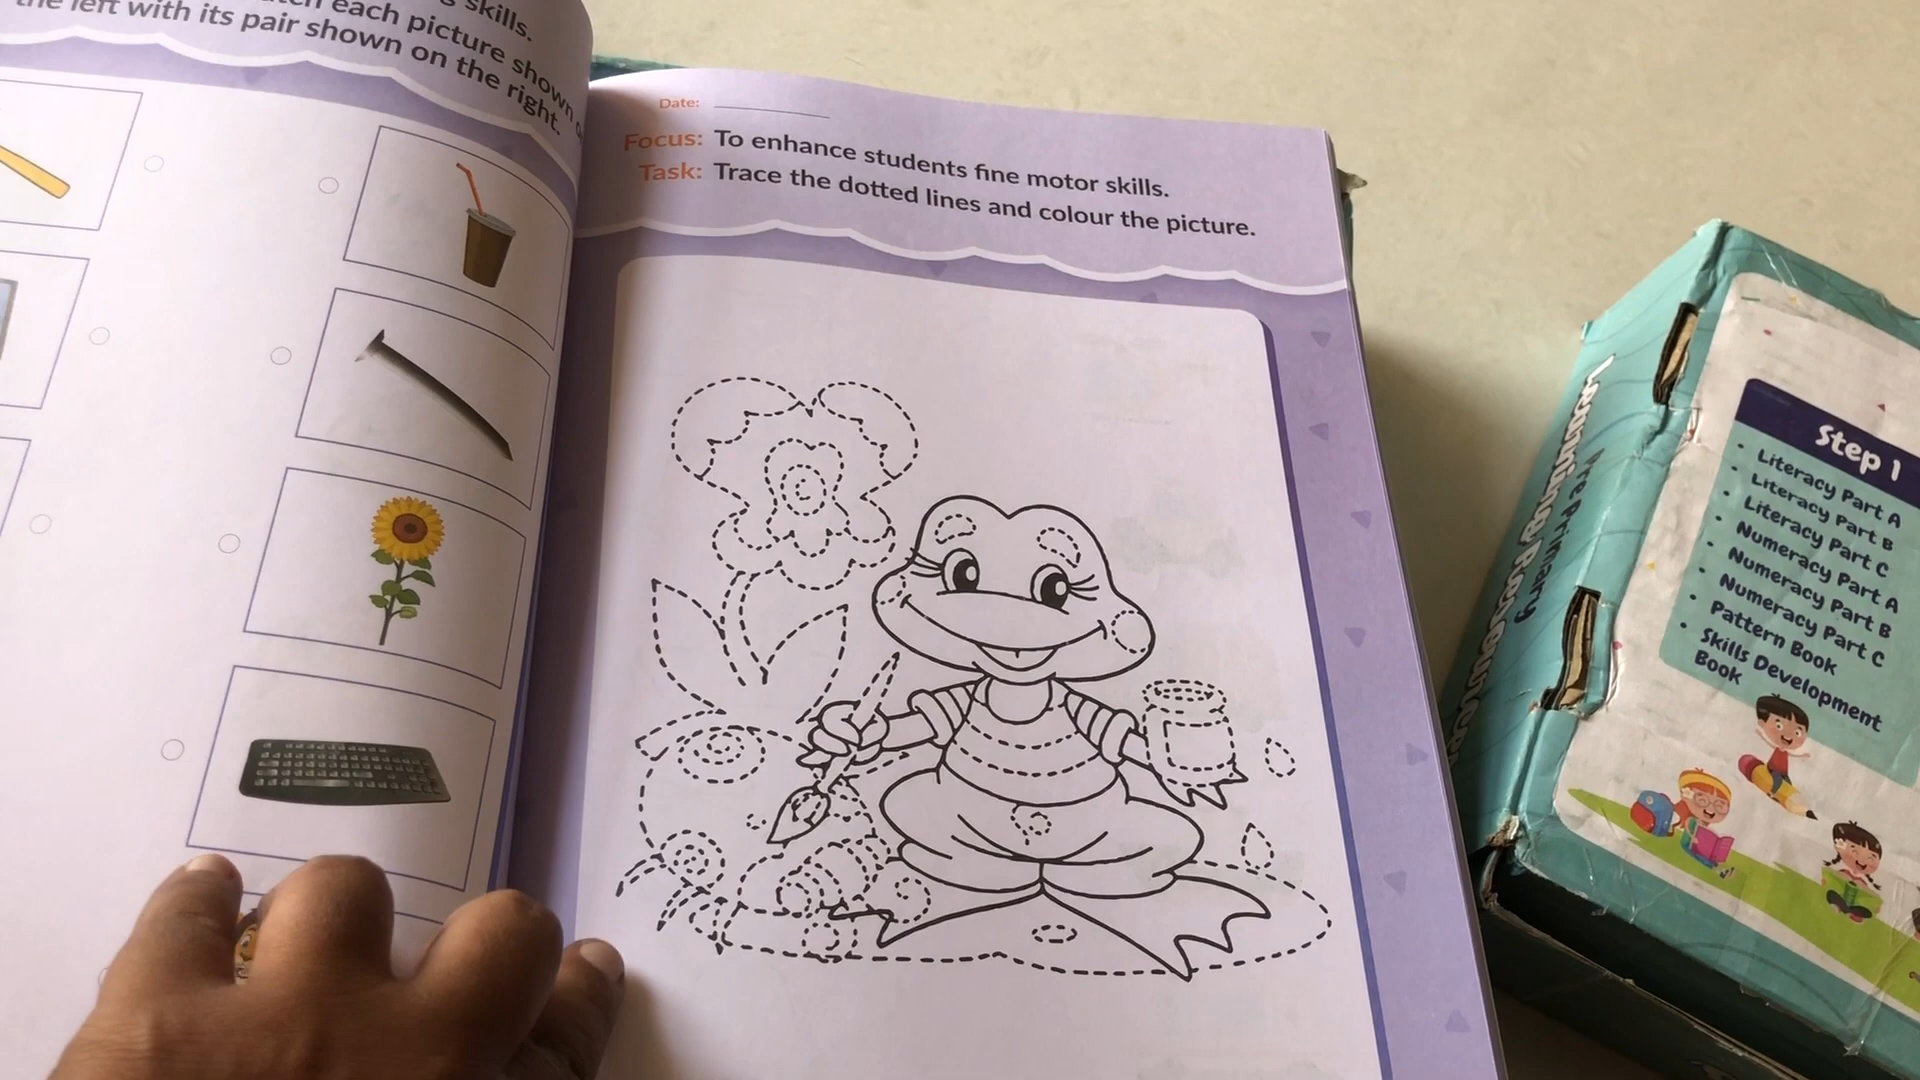 skills.
each picture shown
the left with its pair shown on the right.
Date:
Focus: To enhance students fine motor skills.
Task: Trace the dotted lines and colour the picture.
Pre Primary
Step 1
• Literacy Part A
• Literacy Part B
• Literacy Part C
• Numeracy Part A
• Numeracy Part B
• Numeracy Part C
• Pattern Book
• Skills Development
Book